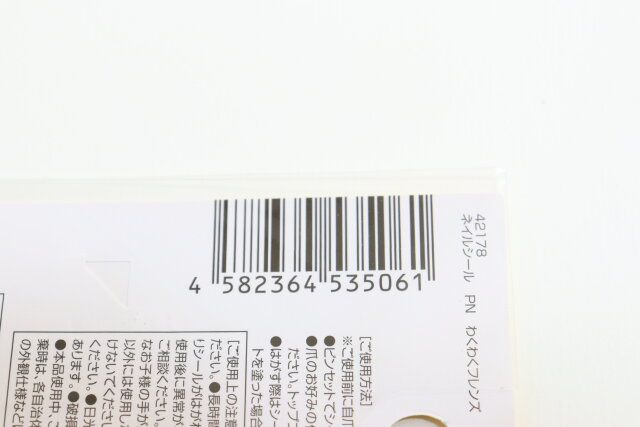 4 582364 535061
42178
ネイルシール PN わくわくフレンズ
[ご使用方法]
※ご使用前に自爪
●ピンセットでシ
●爪のお好みの
ださい。トップコ
●はがす際はシー
トを塗った場合
[ご使用上の注意
ださい。●長時間
リシールがはがれ
使用後に異常が
ご相談ください。
なお子様の手が
以外には使用し
けないでください
ください。●日光
あります。●破損
●本品使用中、こ
棄時は、各自治体
の外観仕様など